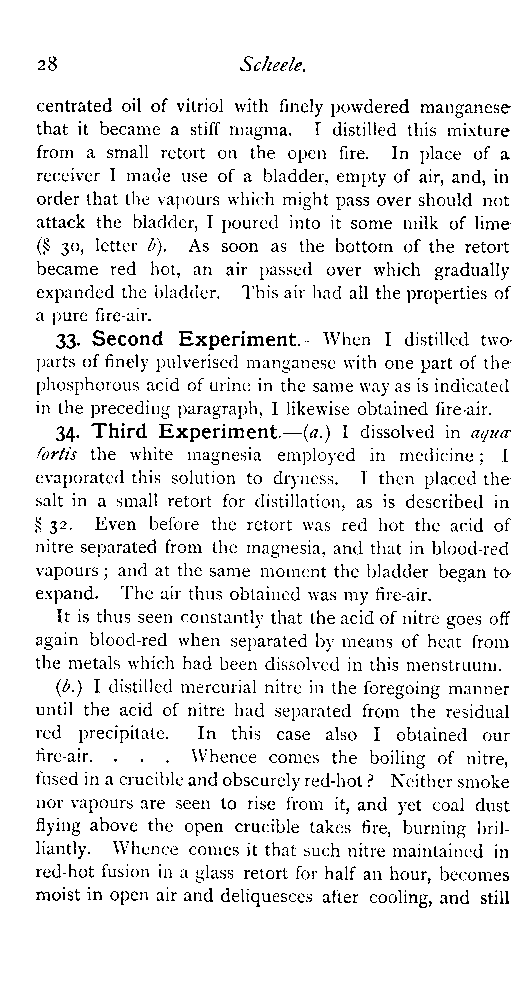 28 Scheele.
centrated oil of vitriol with finely powdered manganese
that it became a stiff magma. I distilled this mixture
from a small retort on the open fire. In place of a
receiver I made use of a bladder, empty of air, and, in
order that the vapours which might pass over should not
attack the bladder, I poured into it some milk of lime
(§ 30, letter b). As soon as the bottom of the retort
became red hot, an air passed over which gradually
expanded the bladder. This air had all the properties of
a pure fire-air.
33. Second Experiment.- When I distilled two
parts of finely pulverised manganese with one part of the
phosphorous acid of urine in the same way as is indicated
in the preceding paragraph, I likewise obtained fire-air.
34. Third Experiment.—(a.) I dissolved in aqua
fortis the white magnesia employed in medicine; I
evaporated this solution to dryness. I then placed the
salt in a small retort for distillation, as is described in
§ 32. Even before the retort was red hot the acid of
nitre separated from the magnesia, and that in blood-red
vapours; and at the same moment the bladder began to
expand. The air thus obtained was my fire-air.
It is thus seen constantly that the acid of nitre goes off
again blood-red when separated by means of heat from
the metals which had been dissolved in this menstruum.
(b.) I distilled mercurial nitre in the foregoing manner
until the acid of nitre had separated from the residual
red precipitate. In this case also I obtained our
fire-air. . . . Whence comes the boiling of nitre,
fused in a crucible and obscurely red-hot? Neither smoke
nor vapours are seen to rise from it, and yet coal dust
flying above the open crucible takes fire, burning bril-
liantly. Whence comes it that such nitre maintained in
red-hot fusion in a glass retort for half an hour, becomes
moist in open air and deliquesces after cooling, and still